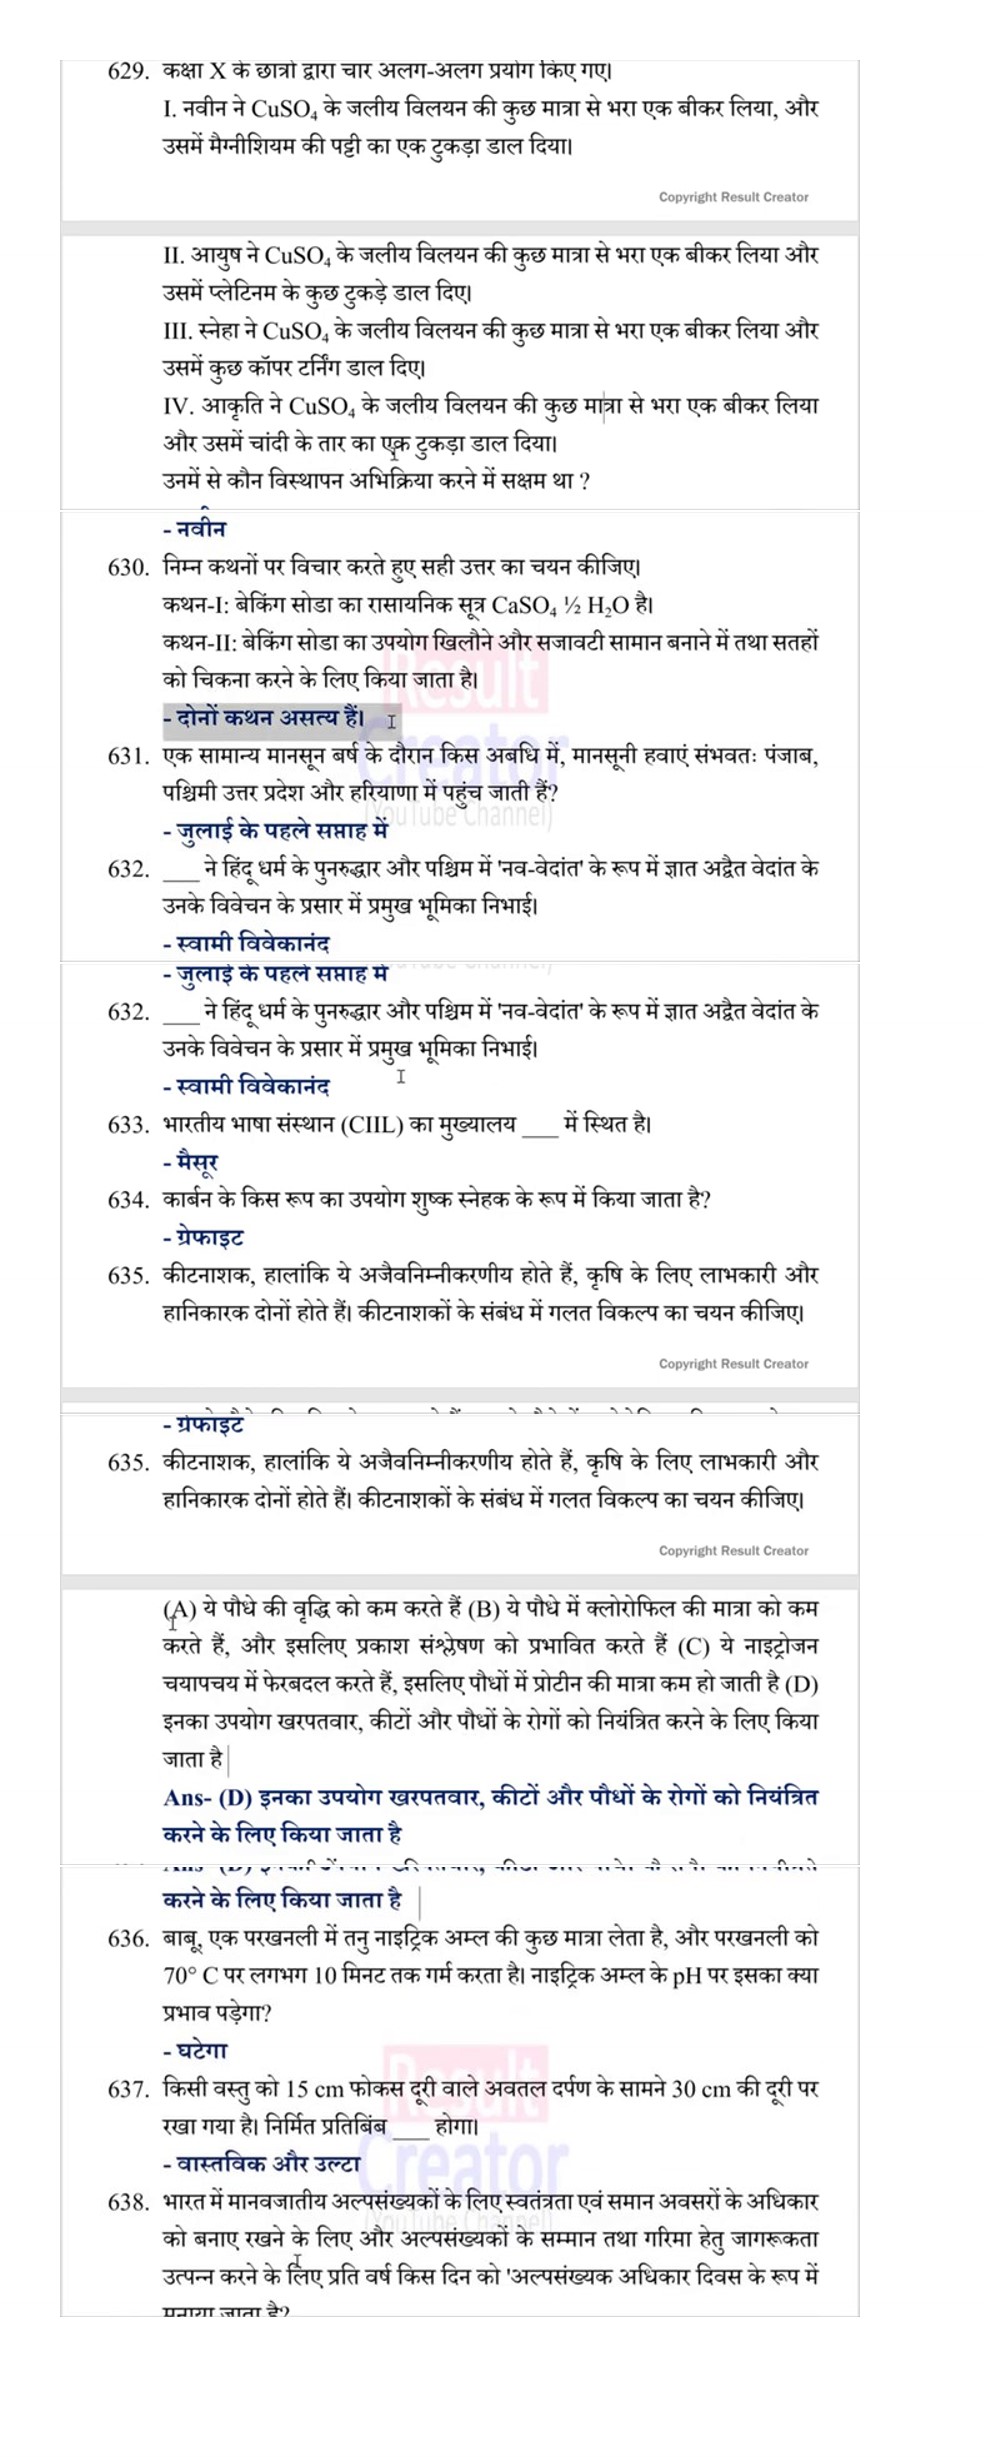 629. कक्षा X के छात्रों द्वारा चार अलग-अलग प्रयोग किए गए।
I. नवीन ने CuSO₄ के जलीय विलयन की कुछ मात्रा से भरा एक बीकर लिया, और
उसमें मैग्नीशियम की पट्टी का एक टुकड़ा डाल दिया।
Copyright Result Creator
II. आयुष ने CuSO₄ के जलीय विलयन की कुछ मात्रा से भरा एक बीकर लिया और
उसमें प्लेटिनम के कुछ टुकड़े डाल दिए।
III. स्नेहा ने CuSO₄ के जलीय विलयन की कुछ मात्रा से भरा एक बीकर लिया और
उसमें कुछ कॉपर टर्निंग डाल दिए।
IV. आकृति ने CuSO₄ के जलीय विलयन की कुछ मात्रा से भरा एक बीकर लिया
और उसमें चांदी के तार का एक टुकड़ा डाल दिया।
उनमें से कौन विस्थापन अभिक्रिया करने में सक्षम था ?
- नवीन
630. निम्न कथनों पर विचार करते हुए सही उत्तर का चयन कीजिए।
कथन-I: बेकिंग सोडा का रासायनिक सूत्र CaSO₄ ½ H₂O है।
कथन-II: बेकिंग सोडा का उपयोग खिलौने और सजावटी सामान बनाने में तथा सतहों
को चिकना करने के लिए किया जाता है।
- दोनों कथन असत्य हैं।
631. एक सामान्य मानसून बर्ष के दौरान किस अबधि में, मानसूनी हवाएं संभवतः पंजाब,
पश्चिमी उत्तर प्रदेश और हरियाणा में पहुंच जाती हैं?
- जुलाई के पहले सप्ताह में
632. ___ ने हिंदू धर्म के पुनरुद्धार और पश्चिम में 'नव-वेदांत' के रूप में ज्ञात अद्वैत वेदांत के
उनके विवेचन के प्रसार में प्रमुख भूमिका निभाई।
- स्वामी विवेकानंद
- जुलाई के पहले सप्ताह में
632. ___ ने हिंदू धर्म के पुनरुद्धार और पश्चिम में 'नव-वेदांत' के रूप में ज्ञात अद्वैत वेदांत के
उनके विवेचन के प्रसार में प्रमुख भूमिका निभाई।
- स्वामी विवेकानंद
633. भारतीय भाषा संस्थान (CIIL) का मुख्यालय ___ में स्थित है।
- मैसूर
634. कार्बन के किस रूप का उपयोग शुष्क स्नेहक के रूप में किया जाता है?
- ग्रेफाइट
635. कीटनाशक, हालांकि ये अजैवनिम्नीकरणीय होते हैं, कृषि के लिए लाभकारी और
हानिकारक दोनों होते हैं। कीटनाशकों के संबंध में गलत विकल्प का चयन कीजिए।
Copyright Result Creator
- ग्रेफाइट
635. कीटनाशक, हालांकि ये अजैवनिम्नीकरणीय होते हैं, कृषि के लिए लाभकारी और
हानिकारक दोनों होते हैं। कीटनाशकों के संबंध में गलत विकल्प का चयन कीजिए।
Copyright Result Creator
(A) ये पौधे की वृद्धि को कम करते हैं (B) ये पौधे में क्लोरोफिल की मात्रा को कम
करते हैं, और इसलिए प्रकाश संश्लेषण को प्रभावित करते हैं (C) ये नाइट्रोजन
चयापचय में फेरबदल करते हैं, इसलिए पौधों में प्रोटीन की मात्रा कम हो जाती है (D)
इनका उपयोग खरपतवार, कीटों और पौधों के रोगों को नियंत्रित करने के लिए किया
जाता है
Ans- (D) इनका उपयोग खरपतवार, कीटों और पौधों के रोगों को नियंत्रित
करने के लिए किया जाता है
करने के लिए किया जाता है
636. बाबू, एक परखनली में तनु नाइट्रिक अम्ल की कुछ मात्रा लेता है, और परखनली को
70° C पर लगभग 10 मिनट तक गर्म करता है। नाइट्रिक अम्ल के pH पर इसका क्या
प्रभाव पड़ेगा?
- घटेगा
637. किसी वस्तु को 15 cm फोकस दूरी वाले अवतल दर्पण के सामने 30 cm की दूरी पर
रखा गया है। निर्मित प्रतिबिंब ___ होगा।
- वास्तविक और उल्टा
638. भारत में मानवजातीय अल्पसंख्यकों के लिए स्वतंत्रता एवं समान अवसरों के अधिकार
को बनाए रखने के लिए और अल्पसंख्यकों के सम्मान तथा गरिमा हेतु जागरूकता
उत्पन्न करने के लिए प्रति वर्ष किस दिन को 'अल्पसंख्यक अधिकार दिवस के रूप में
मनाया जाता है?
Result
Creator
(YouTube Channel)
Result
Creator
(YouTube Channel)